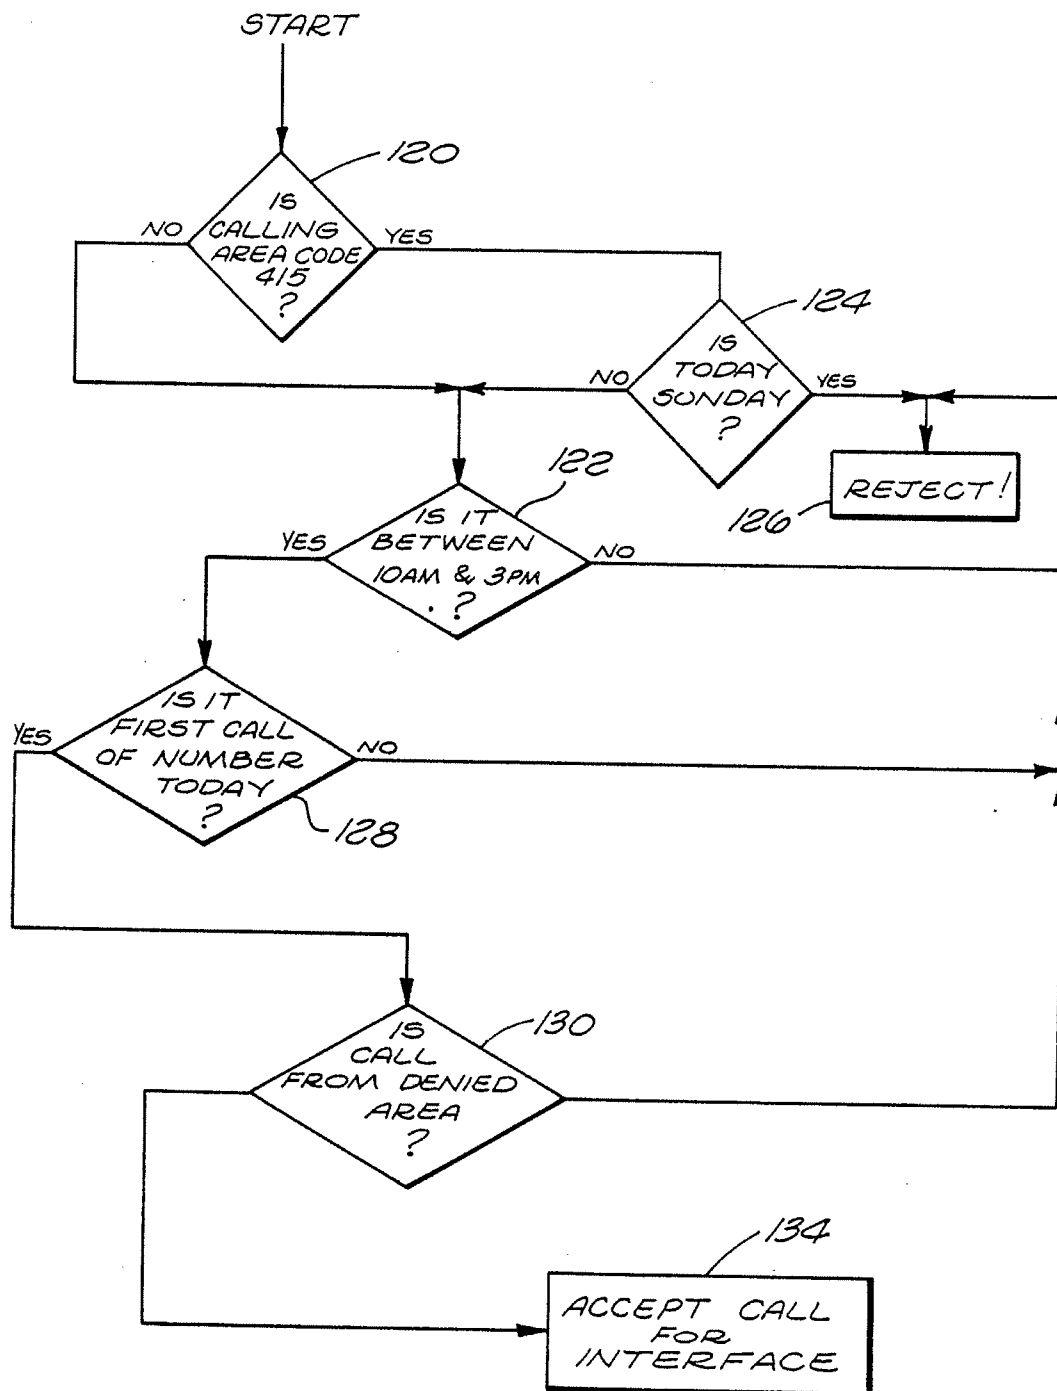 START
120
IS
CALLING
AREA CODE
415
?
NO
YES
124
IS
TODAY
SUNDAY
?
NO
YES
REJECT!
126
122
IS IT
BETWEEN
10AM & 3PM
?
YES
NO
IS IT
FIRST CALL
OF NUMBER
TODAY
?
YES
NO
128
130
IS
CALL
FROM DENIED
AREA
?
134
ACCEPT CALL
FOR
INTERFACE